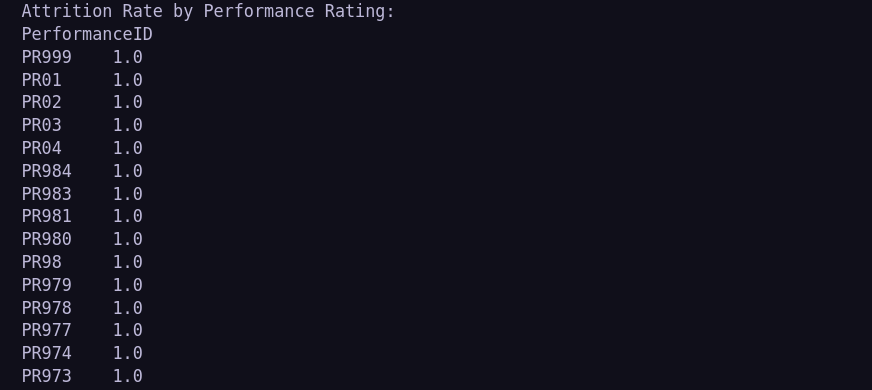 Attrition Rate by Performance Rating:
PerformanceID
PR999    1.0
PR01     1.0
PR02     1.0
PR03     1.0
PR04     1.0
PR984    1.0
PR983    1.0
PR981    1.0
PR980    1.0
PR98     1.0
PR979    1.0
PR978    1.0
PR977    1.0
PR974    1.0
PR973    1.0